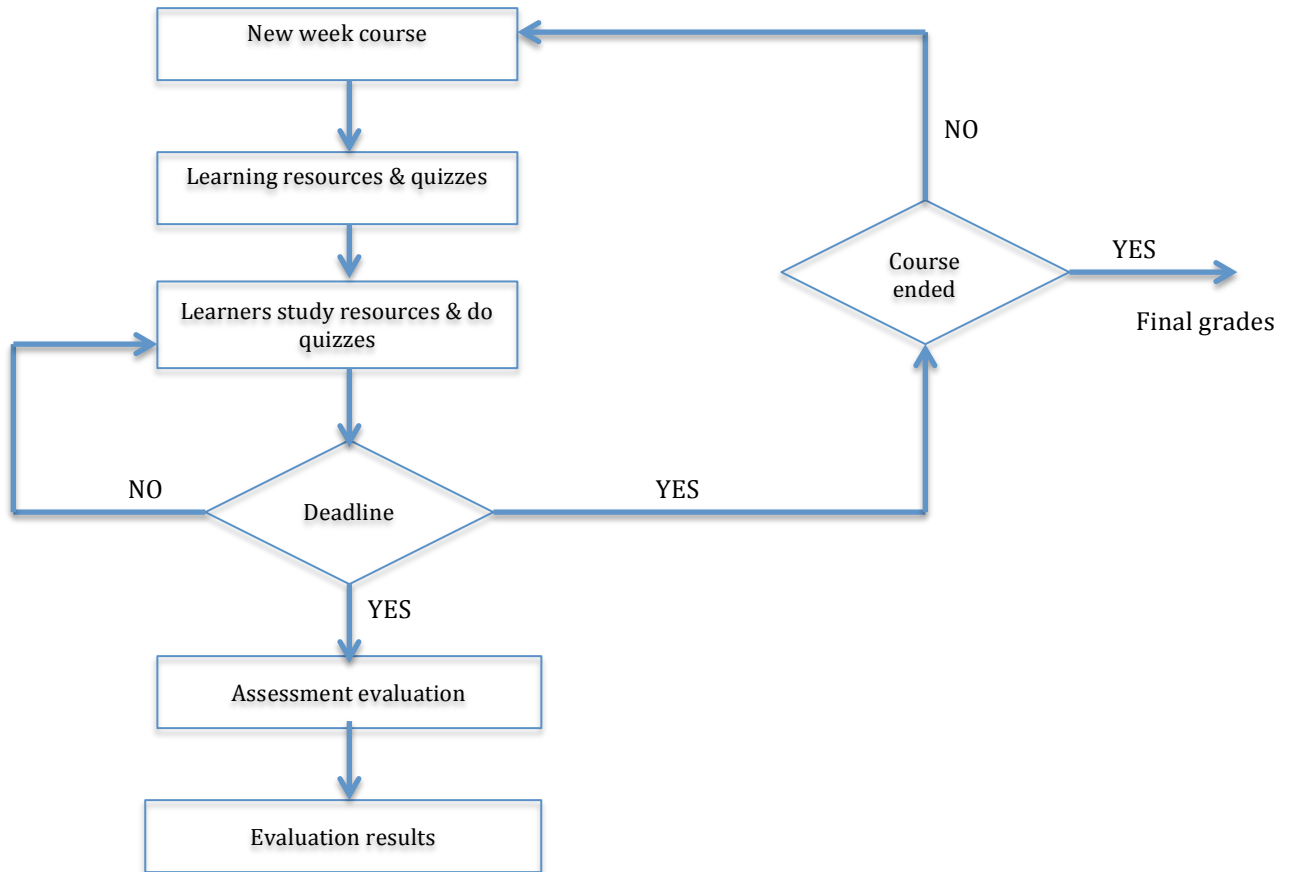 New week course
NO
Learning resources & quizzes
YES
Course
ended
Learners study resources & do
quizzes
Final grades
NO
YES
Deadline
YES
Assessment evaluation
Evaluation results